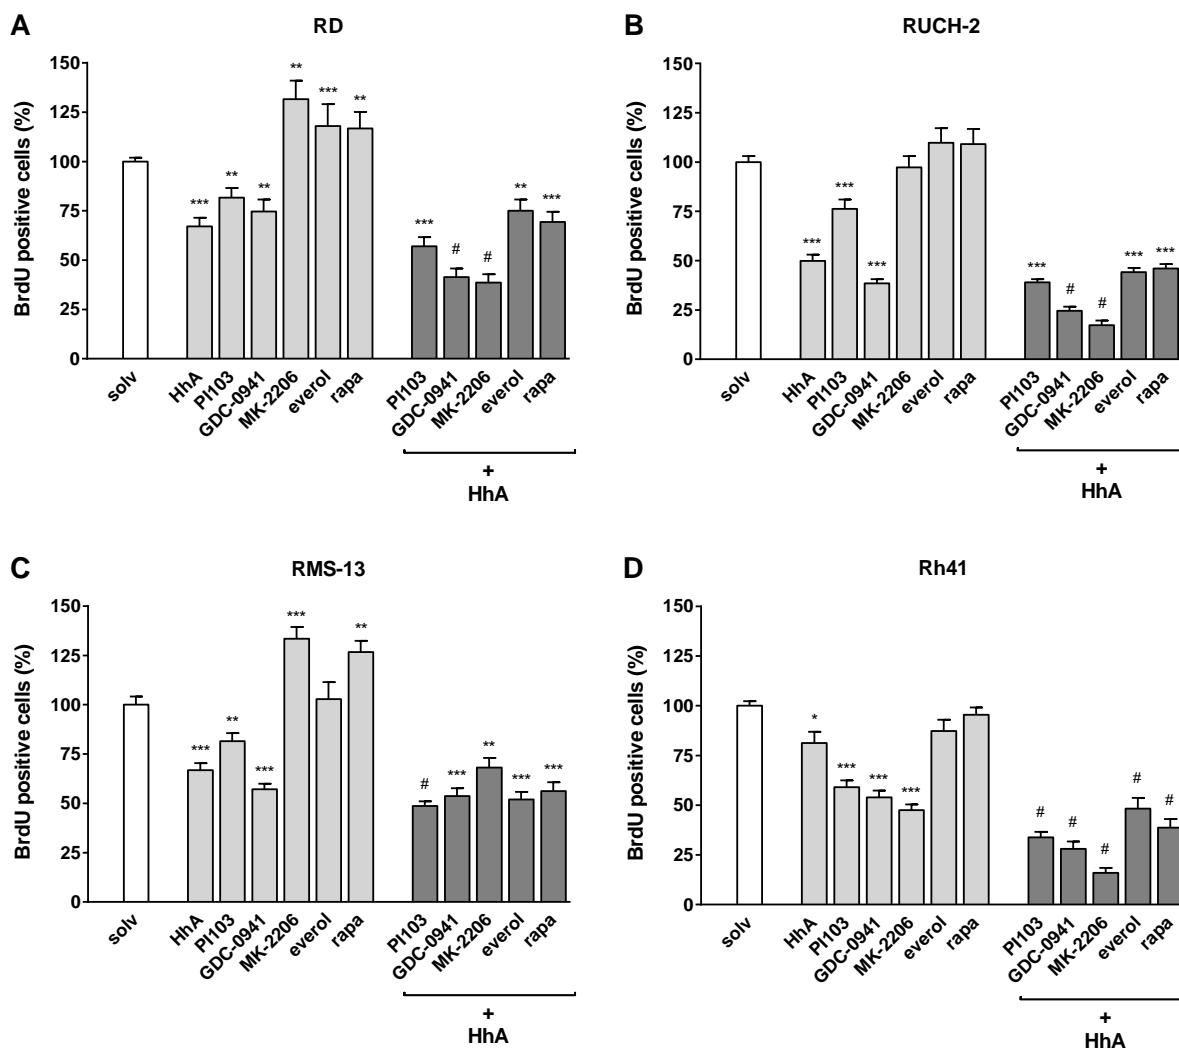 A
RD
BrdU positive cells (%)
150
125
100
75
50
25
0
*** ** ** ** *** ** *** # # ** ***
solv HhA PI103 GDC-0941 MK-2206 everol rapa PI103 GDC-0941 MK-2206 everol rapa
+
HhA
B
RUCH-2
BrdU positive cells (%)
150
125
100
75
50
25
0
*** *** *** *** # # *** ***
solv HhA PI103 GDC-0941 MK-2206 everol rapa PI103 GDC-0941 MK-2206 everol rapa
+
HhA
C
RMS-13
BrdU positive cells (%)
150
125
100
75
50
25
0
*** ** *** *** ** # *** ** *** ***
solv HhA PI103 GDC-0941 MK-2206 everol rapa PI103 GDC-0941 MK-2206 everol rapa
+
HhA
D
Rh41
BrdU positive cells (%)
150
125
100
75
50
25
0
* *** *** *** # # # # #
solv HhA PI103 GDC-0941 MK-2206 everol rapa PI103 GDC-0941 MK-2206 everol rapa
+
HhA